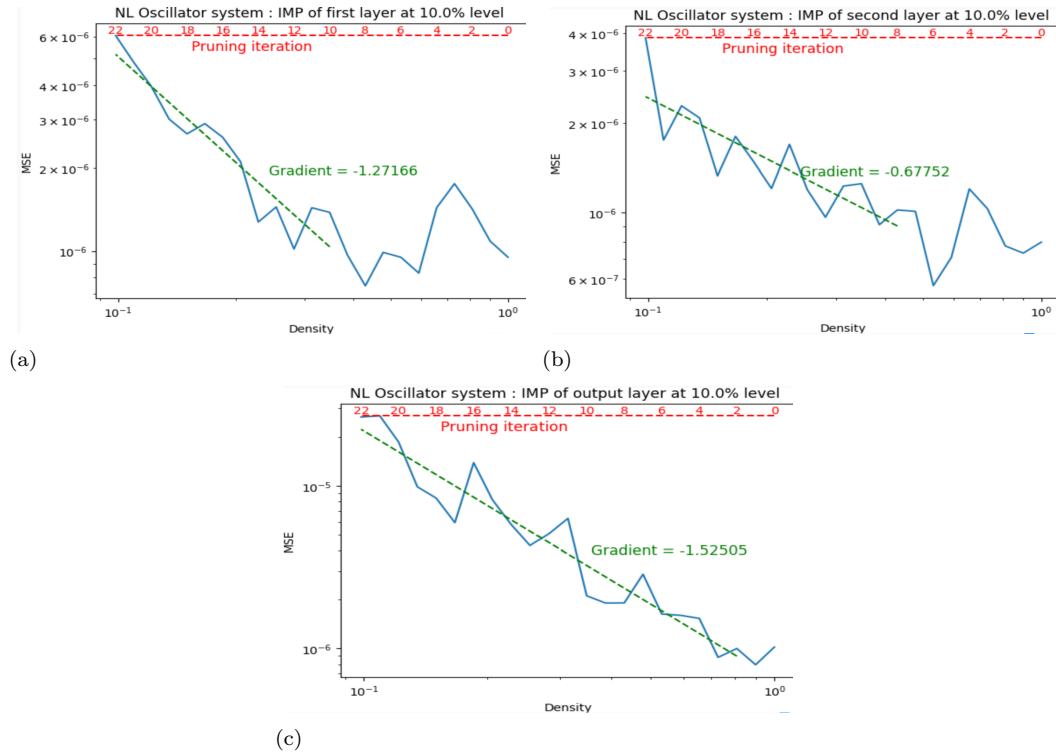 NL Oscillator system : IMP of first layer at 10.0% level
22 20 18 16 14 12 10 8 6 4 2 0
Pruning iteration
6 × 10⁻⁶
4 × 10⁻⁶
3 × 10⁻⁶
2 × 10⁻⁶
10⁻⁶
MSE
Gradient = -1.27166
10⁻¹ 10⁰
Density
(a)
NL Oscillator system : IMP of second layer at 10.0% level
22 20 18 16 14 12 10 8 6 4 2 0
Pruning iteration
4 × 10⁻⁶
3 × 10⁻⁶
2 × 10⁻⁶
10⁻⁶
6 × 10⁻⁷
MSE
Gradient = -0.67752
10⁻¹ 10⁰
Density
(b)
NL Oscillator system : IMP of output layer at 10.0% level
22 20 18 16 14 12 10 8 6 4 2 0
Pruning iteration
10⁻⁵
10⁻⁶
MSE
Gradient = -1.52505
10⁻¹ 10⁰
Density
(c)